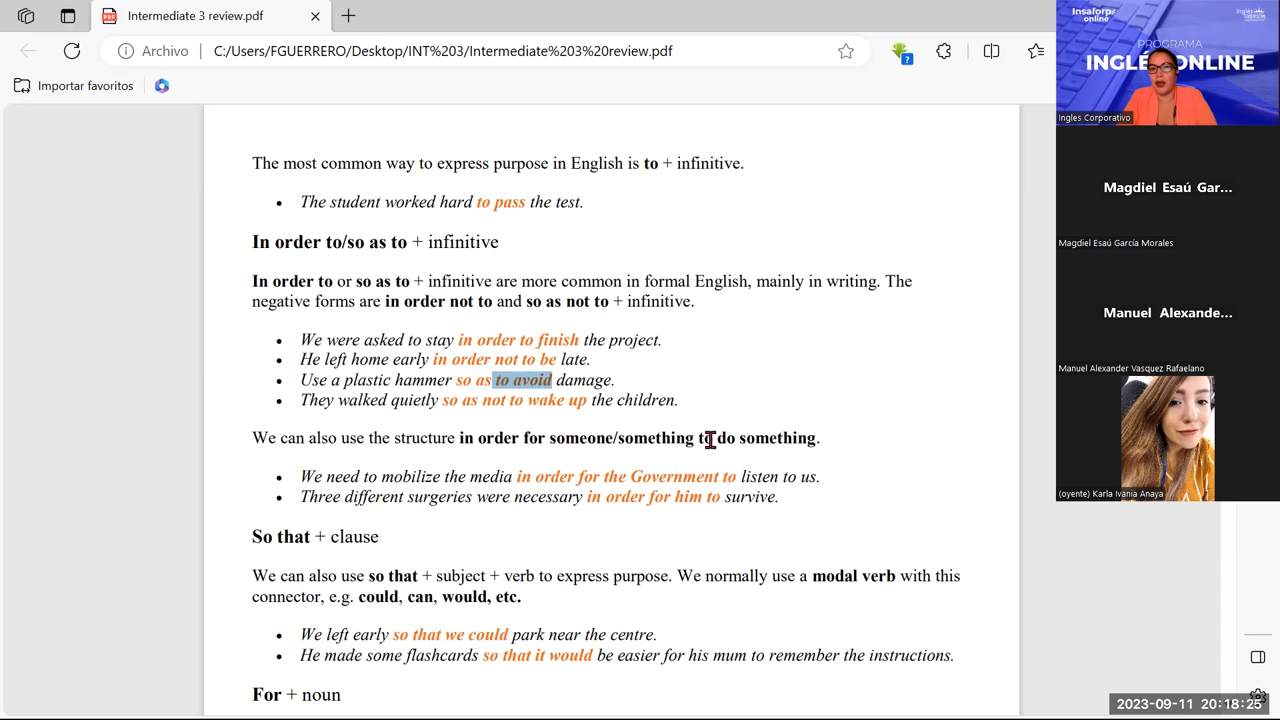 Intermediate 3 review.pdf
Archivo
C:/Users/FGUERRERO/Desktop/INT%203/Intermediate%203%20review.pdf
Importar favoritos
The most common way to express purpose in English is to + infinitive.
• The student worked hard to pass the test.
In order to/so as to + infinitive
In order to or so as to + infinitive are more common in formal English, mainly in writing. The
negative forms are in order not to and so as not to + infinitive.
• We were asked to stay in order to finish the project.
• He left home early in order not to be late.
• Use a plastic hammer so as to avoid damage.
• They walked quietly so as not to wake up the children.
We can also use the structure in order for someone/something to do something.
• We need to mobilize the media in order for the Government to listen to us.
• Three different surgeries were necessary in order for him to survive.
So that + clause
We can also use so that + subject + verb to express purpose. We normally use a modal verb with this
connector, e.g. could, can, would, etc.
• We left early so that we could park near the centre.
• He made some flashcards so that it would be easier for his mum to remember the instructions.
For + noun
Insaforp
online
Inglés
PROGRAMA
INGLÉS ONLINE
Ingles Corporativo
Magdiel Esaú Gar...
Magdiel Esaú García Morales
Manuel Alexande...
Manuel Alexander Vasquez Rafaelano
(oyente) Karla Ivania Anaya
2023-09-11 20:18:25